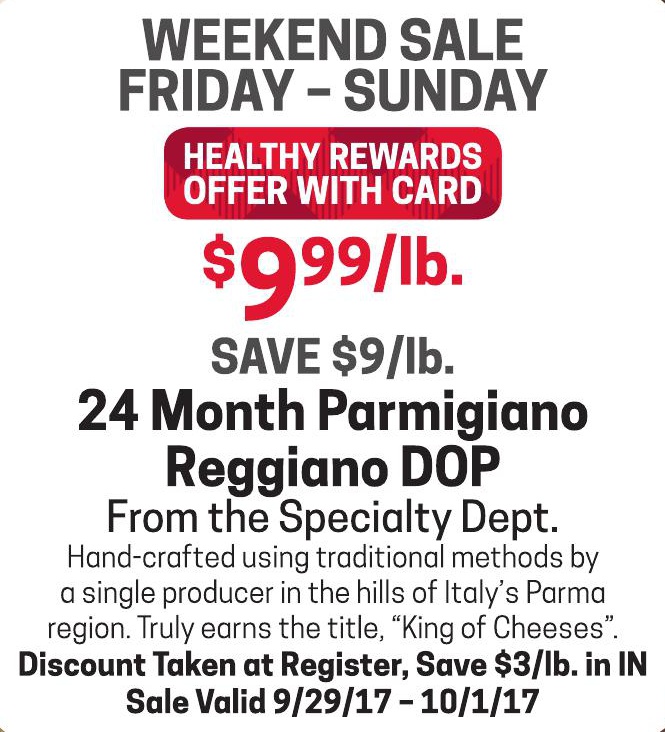 WEEKEND SALE
FRIDAY – SUNDAY
HEALTHY REWARDS
OFFER WITH CARD
$9 99/lb.
SAVE $9/lb.
24 Month Parmigiano
Reggiano DOP
From the Specialty Dept.
Hand-crafted using traditional methods by
a single producer in the hills of Italy's Parma
region. Truly earns the title, “King of Cheeses”.
Discount Taken at Register, Save $3/lb. in IN
Sale Valid 9/29/17 – 10/1/17